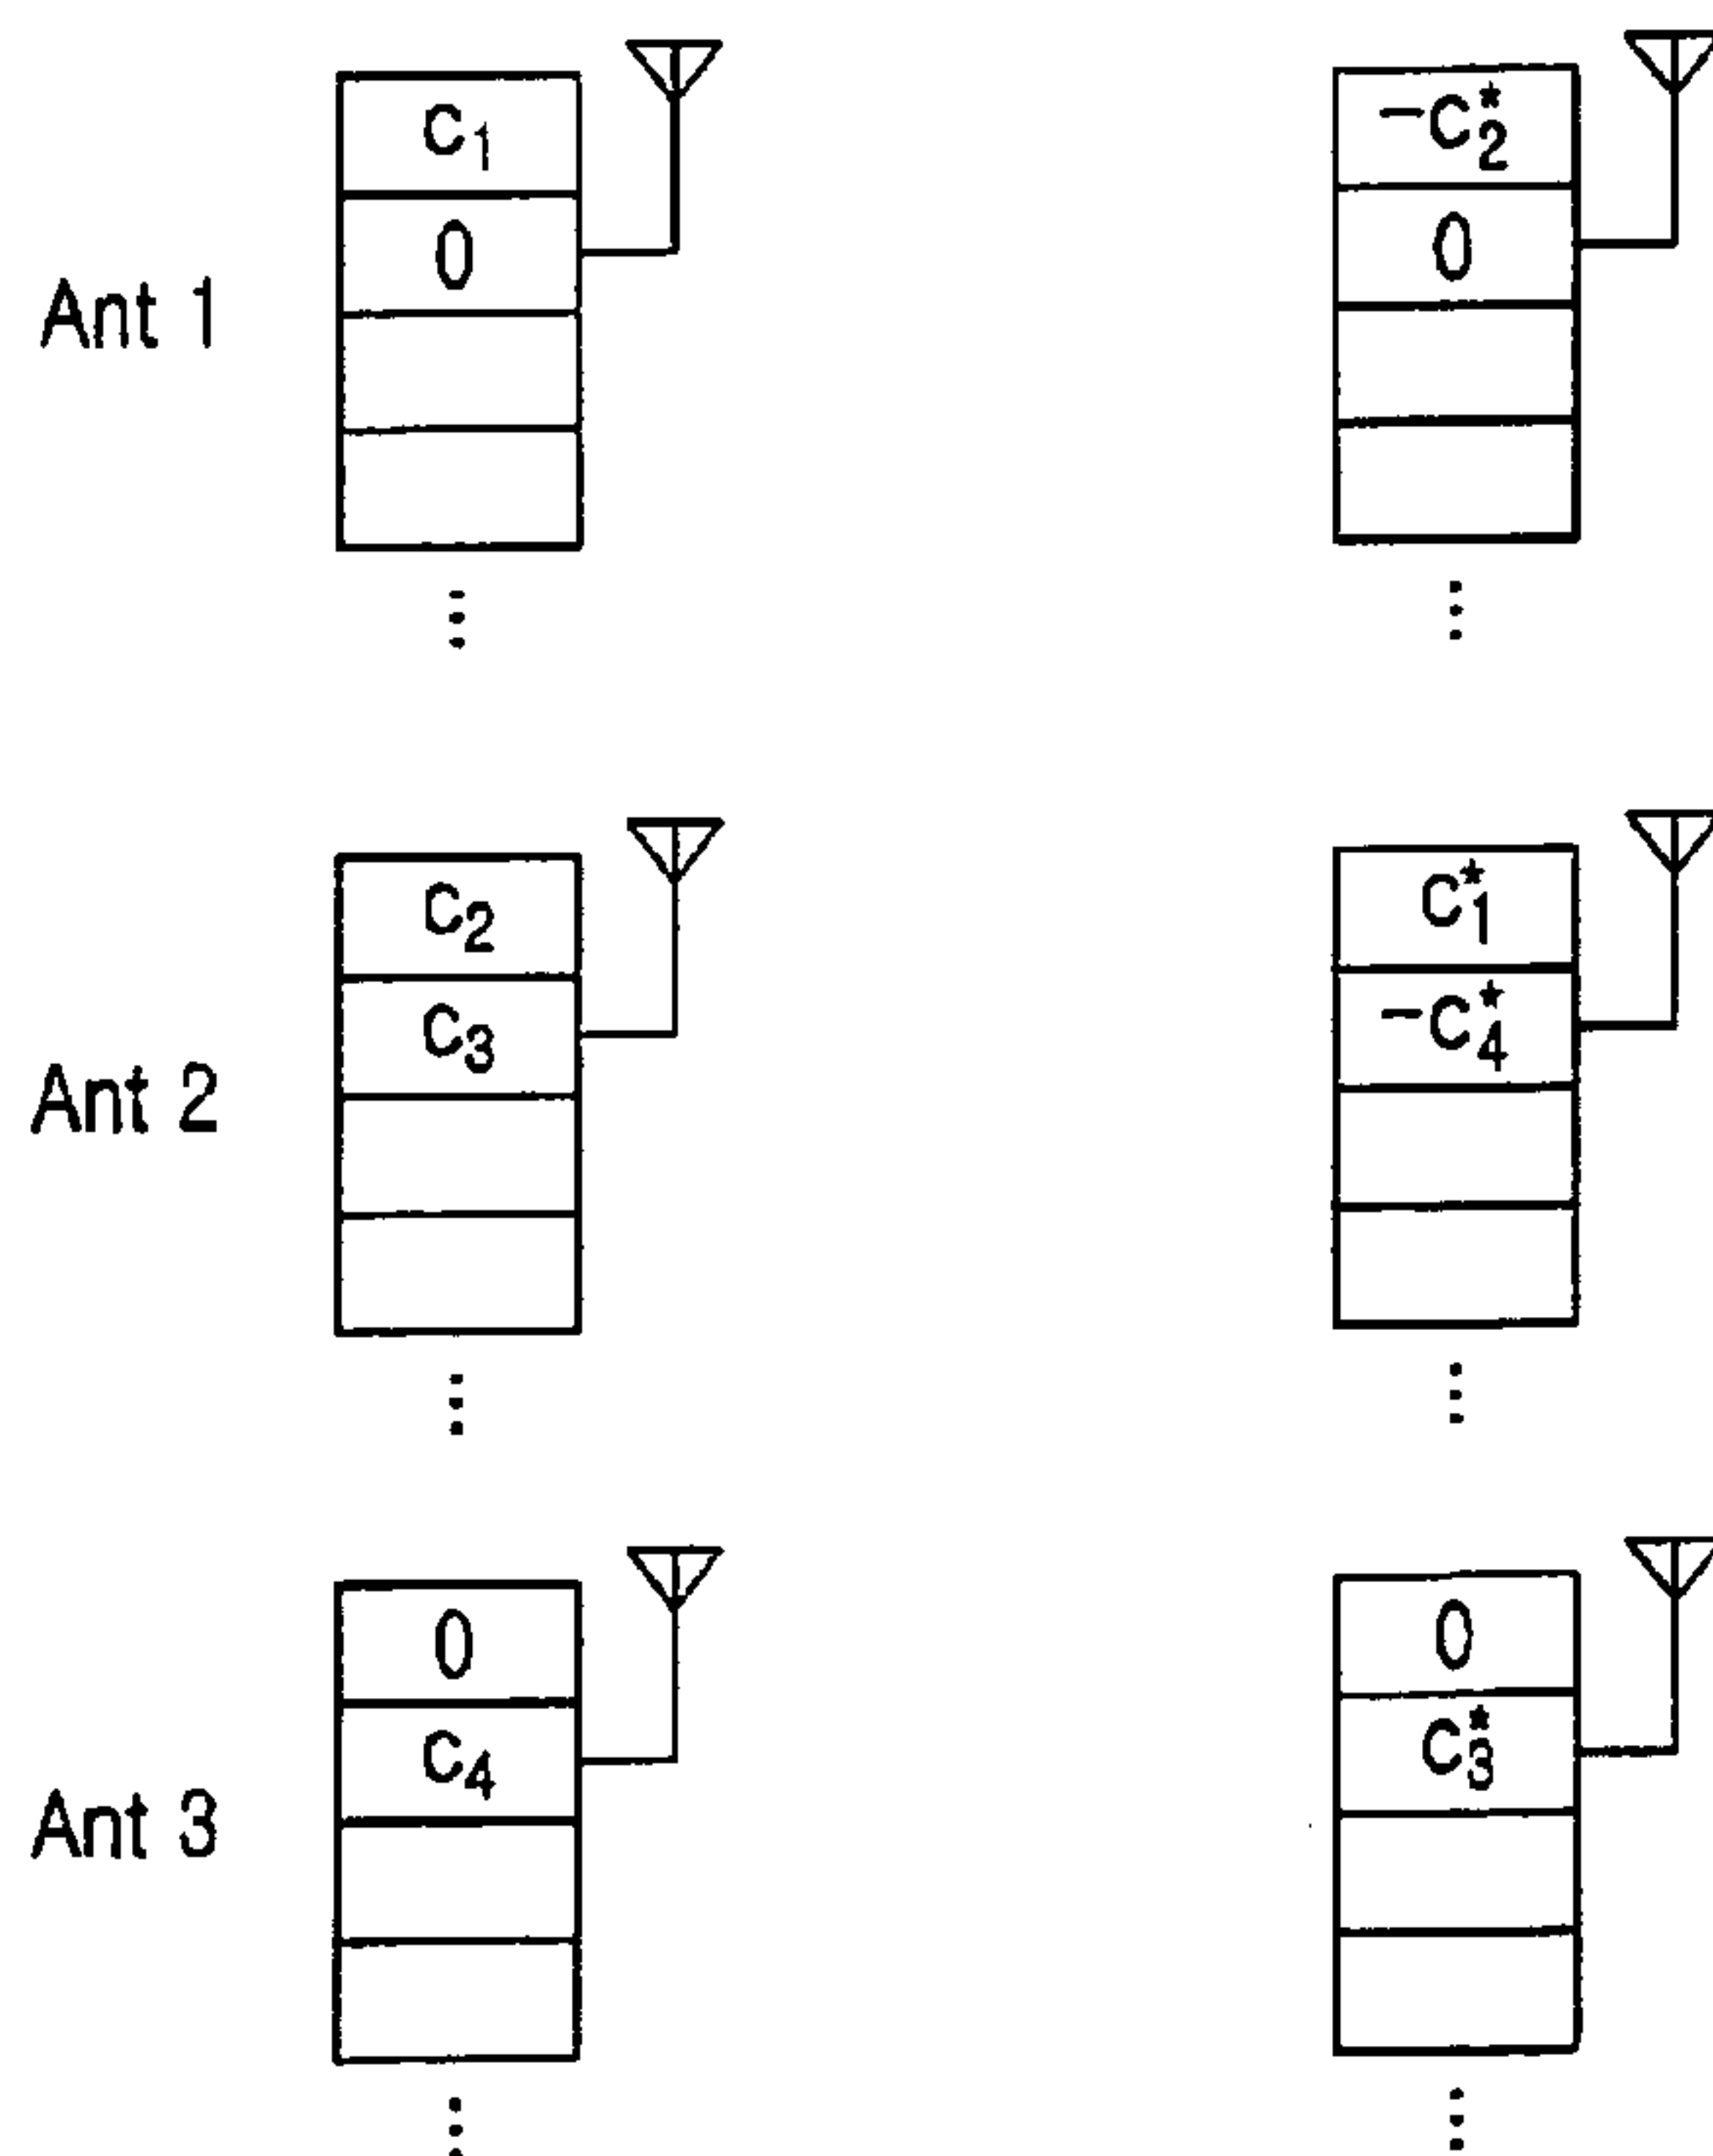 C₁ -C₂*
0 0
Ant 1
C₂ C₁*
C₃ -C₄*
Ant 2
0 0
C₄ C₃*
Ant 3